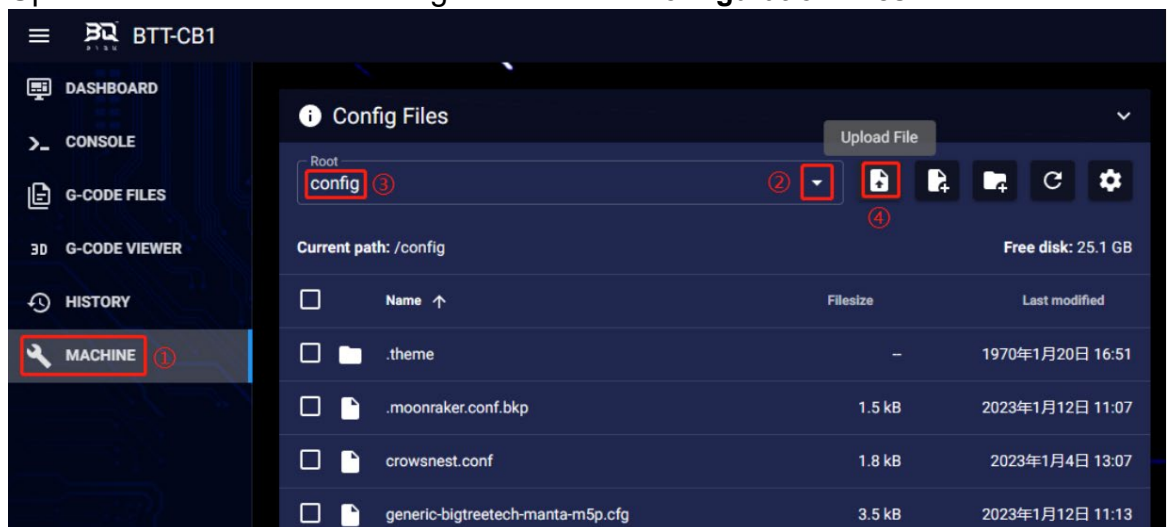 BQ BTT-CB1
DASHBOARD
CONSOLE
G-CODE FILES
3D G-CODE VIEWER
HISTORY
MACHINE ①
Config Files
Upload File
Root
config ③
②
④
Current path: /config
Free disk: 25.1 GB
Name ↑ Filesize Last modified
.theme -- 1970年1月20日 16:51
.moonraker.conf.bkp 1.5 kB 2023年1月12日 11:07
crowsnest.conf 1.8 kB 2023年1月4日 13:07
generic-bigtreetech-manta-m5p.cfg 3.5 kB 2023年1月12日 11:13